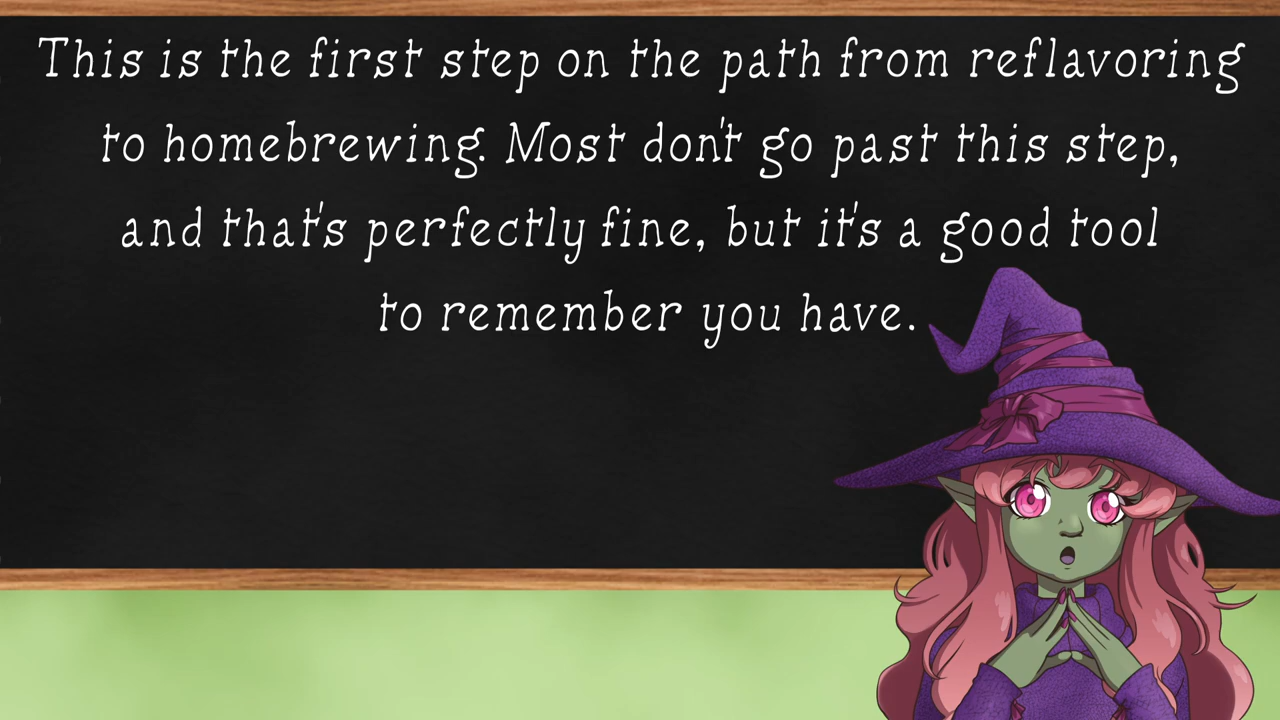 This is the first step on the path from reflavoring
to homebrewing. Most don't go past this step,
and that's perfectly fine, but it's a good tool
to remember you have.